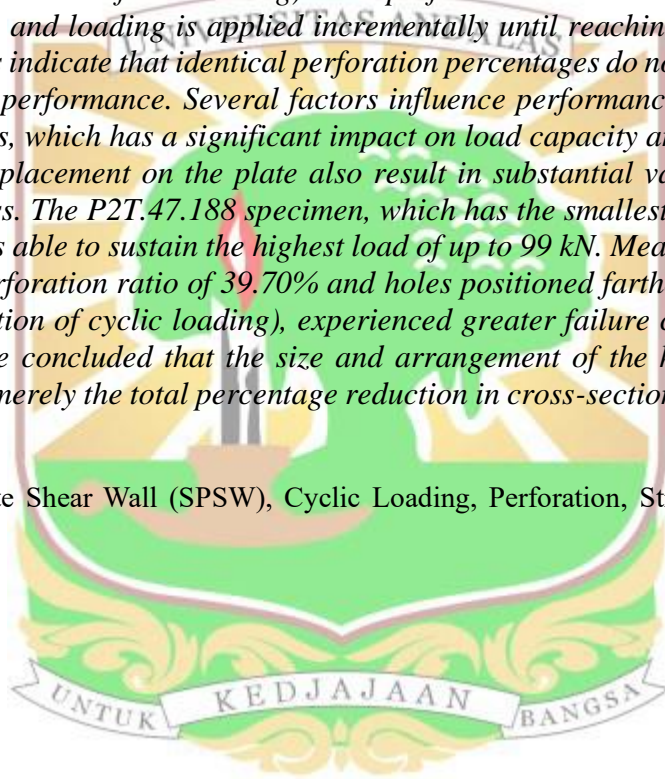 and loading is applied incrementally until reaching
UNIVERSITAS ANDALAS
indicate that identical perforation percentages do no
performance. Several factors influence performanc
s, which has a significant impact on load capacity a
placement on the plate also result in substantial va
s. The P2T.47.188 specimen, which has the smallest
s able to sustain the highest load of up to 99 kN. Mea
rforation ratio of 39.70% and holes positioned farth
tion of cyclic loading), experienced greater failure
e concluded that the size and arrangement of the
merely the total percentage reduction in cross-section
te Shear Wall (SPSW), Cyclic Loading, Perforation, St
UNTUK KEDJAJAAN BANGSA